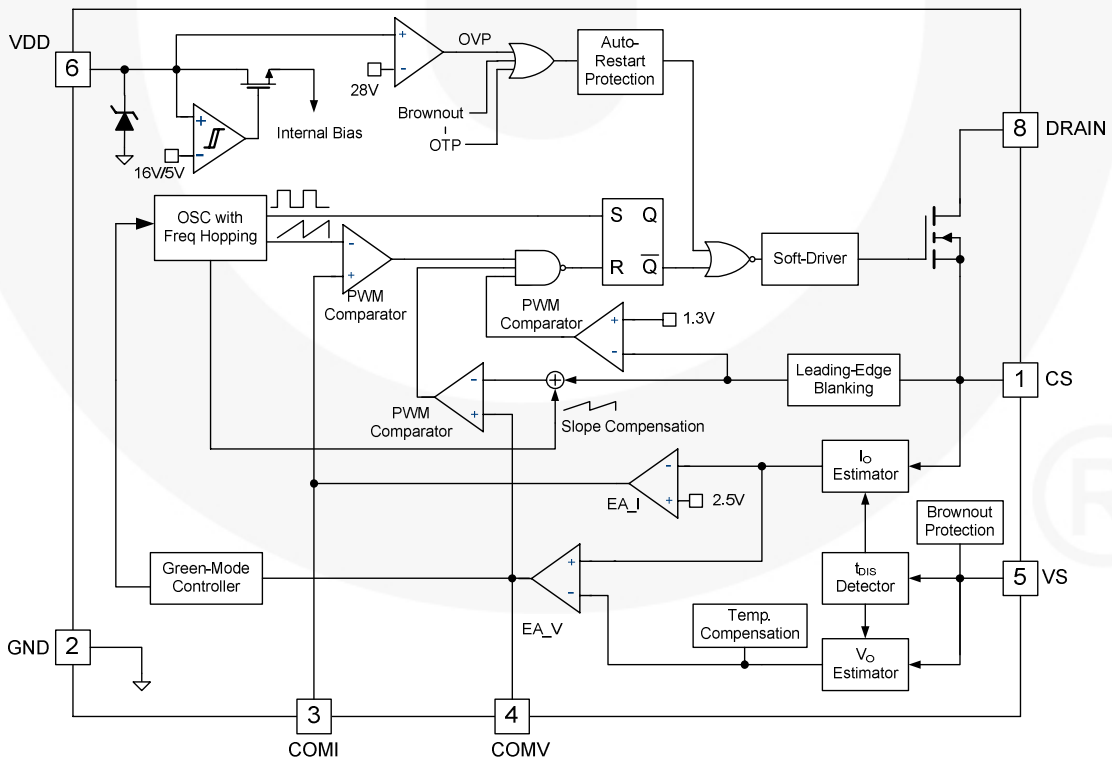 VDD
6
28V
OVP
Brownout
OTP
Auto-
Restart
Protection
Internal Bias
16V/5V
8
DRAIN
OSC with
Freq Hopping
PWM
Comparator
S Q
R Q
Soft-Driver
PWM
Comparator
1.3V
PWM
Comparator
Slope Compensation
Leading-Edge
Blanking
1
CS
IO
Estimator
EA_I
2.5V
Brownout
Protection
Green-Mode
Controller
tDIS
Detector
5
VS
EA_V
Temp.
Compensation
VO
Estimator
GND
2
3
COMI
4
COMV
®